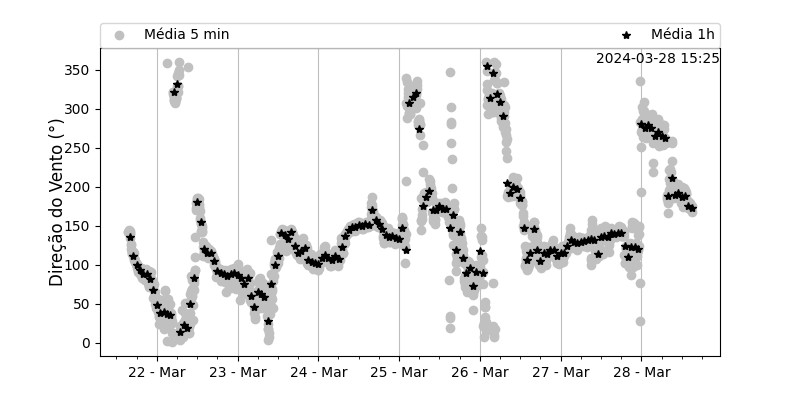 Média 5 min
Média 1h
2024-03-28 15:25
Direção do Vento (°)
350
300
250
200
150
100
50
0
22 - Mar
23 - Mar
24 - Mar
25 - Mar
26 - Mar
27 - Mar
28 - Mar